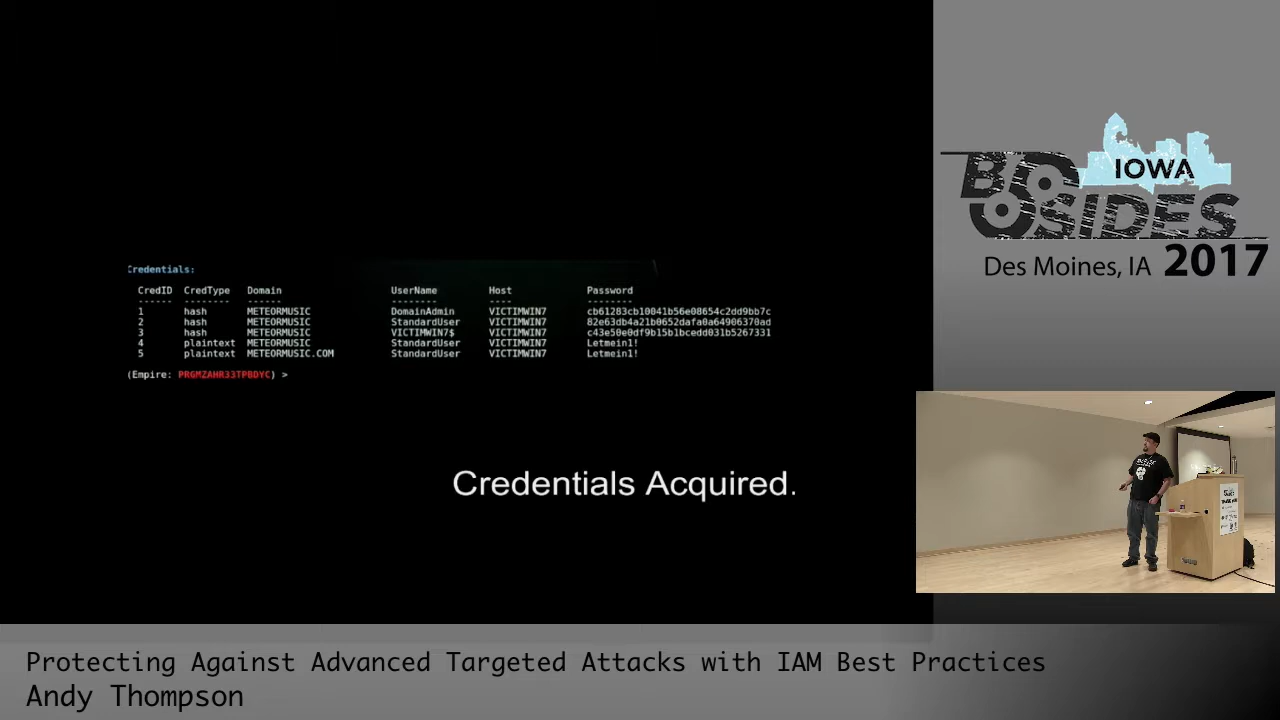 Credentials:
CredID CredType Domain UserName Host Password
------ -------- ------ -------- ---- --------
1 hash METEORMUSIC DomainAdmin VICTIMWIN7 cb61283cb10041b56e08654c2dd9bb7c
2 hash METEORMUSIC StandardUser VICTIMWIN7 82e63db4a21b0652dafa0a64906370ad
3 hash METEORMUSIC VICTIMWIN7$ VICTIMWIN7 c43e50e0df9b15b1bcedd031b5267331
4 plaintext METEORMUSIC StandardUser VICTIMWIN7 Letmein1!
5 plaintext METEORMUSIC.COM StandardUser VICTIMWIN7 Letmein1!
(Empire: PRGMZAHR33TPBDYC) >
Credentials Acquired.
IOWA
BSIDES
Des Moines, IA 2017
Protecting Against Advanced Targeted Attacks with IAM Best Practices
Andy Thompson